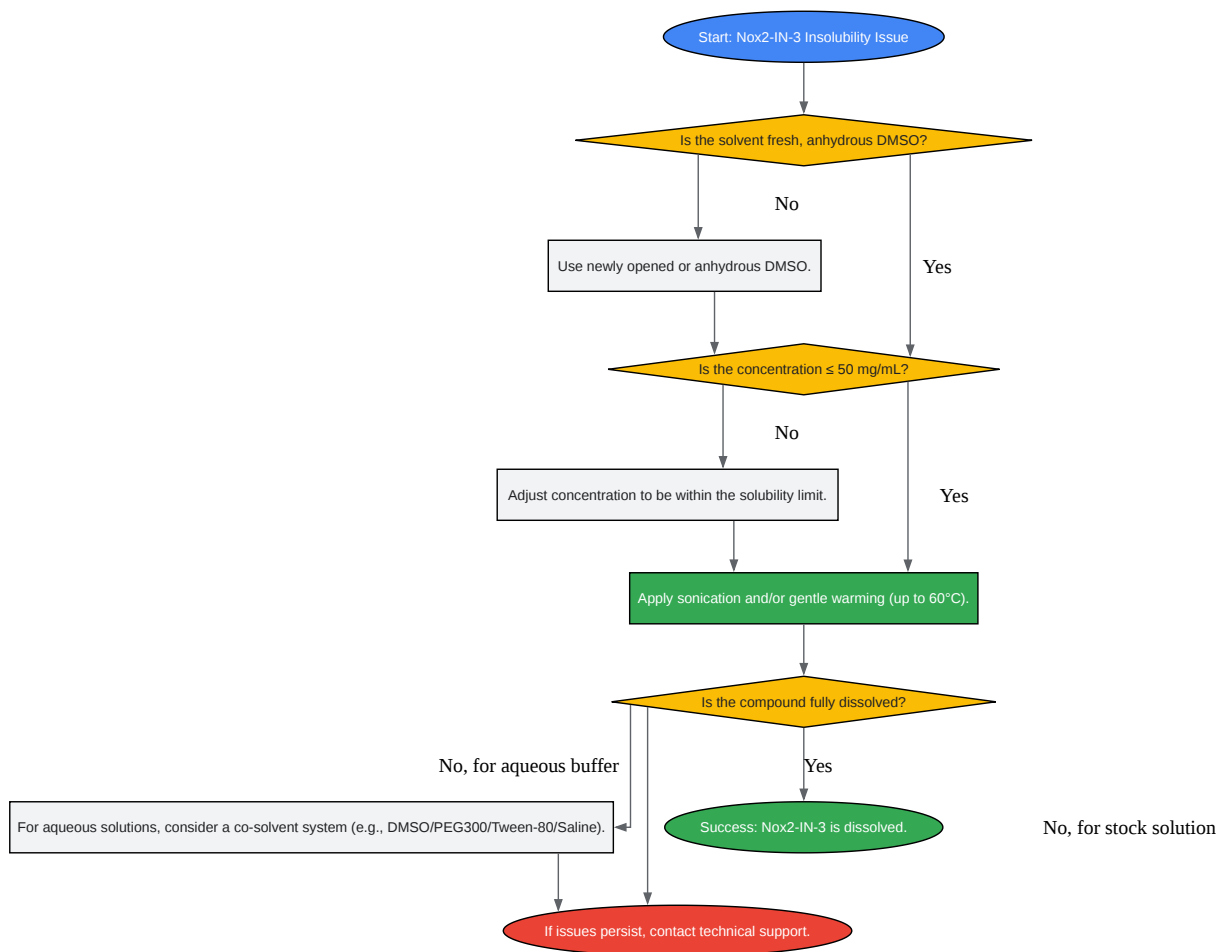 Start: Nox2-IN-3 Insolubility Issue
Is the solvent fresh, anhydrous DMSO?
No
Use newly opened or anhydrous DMSO.
Yes
Is the concentration ≤ 50 mg/mL?
No
Adjust concentration to be within the solubility limit.
Yes
Apply sonication and/or gentle warming (up to 60°C).
Is the compound fully dissolved?
No, for aqueous buffer
Yes
For aqueous solutions, consider a co-solvent system (e.g., DMSO/PEG300/Tween-80/Saline).
Success: Nox2-IN-3 is dissolved.
No, for stock solution
If issues persist, contact technical support.